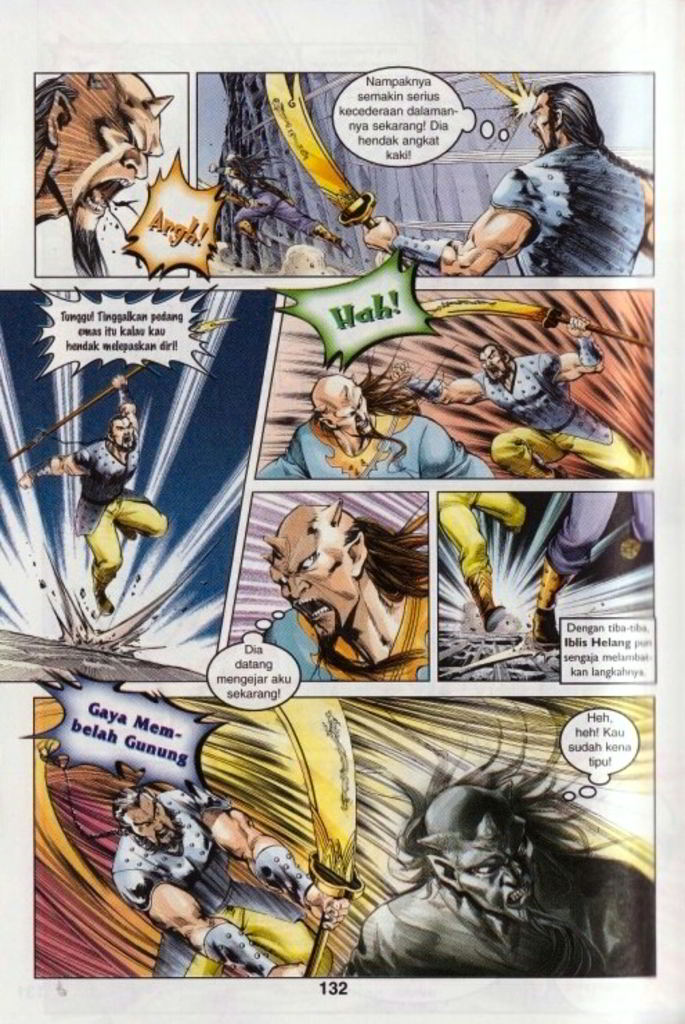 Argh!
Nampaknya
semakin serius
kecederaan dalaman-
nya sekarang! Dia
hendak angkat
kaki!
Tunggu! Tinggalkan pedang
emas itu kalau kau
hendak melepaskan diri!
Hah!
Dia
datang
mengejar aku
sekarang!
Dengan tiba-tiba,
Iblis Helang pun
sengaja melambat-
kan langkahnya.
Gaya Mem-
belah Gunung
Heh,
heh! Kau
sudah kena
tipu!
132